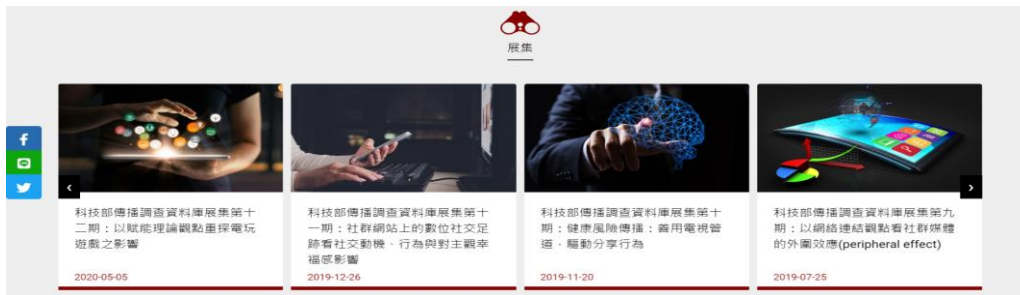 展集
科技部傳播調查資料庫展集第十
二期：以賦能理論觀點重探電玩
遊戲之影響
2020-05-05
科技部傳播調查資料庫展集第十
一期：社群網站上的數位社交足
跡看社交動機、行為與對主觀幸
福感影響
2019-12-26
科技部傳播調查資料庫展集第十
期：健康風險傳播：善用電視管
道、驅動分享行為
2019-11-20
科技部傳播調查資料庫展集第九
期：以網絡連結觀點看社群媒體
的外圍效應(peripheral effect)
2019-07-25